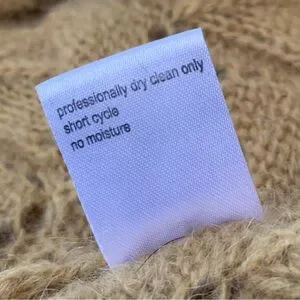 professionally dry clean only
short cycle
no moisture